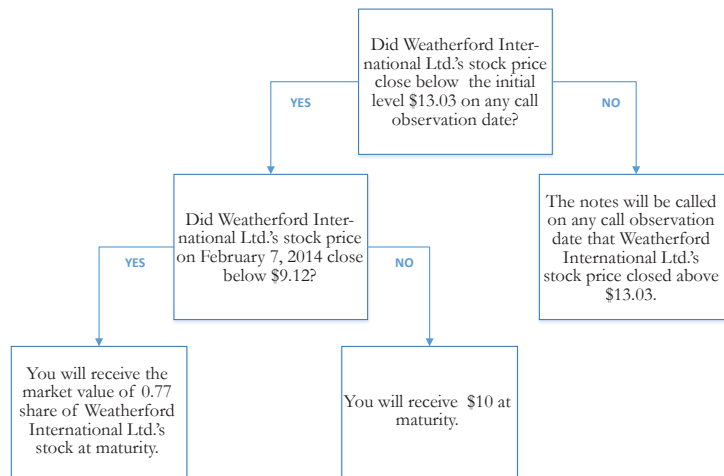 Did Weatherford Inter-
national Ltd.'s stock price
close below the initial
level $13.03 on any call
observation date?
YES
NO
Did Weatherford Inter-
national Ltd.'s stock price
on February 7, 2014 close
below $9.12?
The notes will be called
on any call observation
date that Weatherford
International Ltd.'s
stock price closed above
$13.03.
YES
NO
You will receive the
market value of 0.77
share of Weatherford
International Ltd.'s
stock at maturity.
You will receive $10 at
maturity.